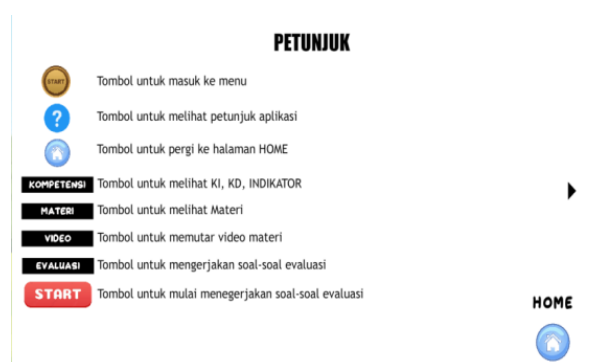 PETUNJUK
START Tombol untuk masuk ke menu
? Tombol untuk melihat petunjuk aplikasi
Tombol untuk pergi ke halaman HOME
KOMPETENSI Tombol untuk melihat KI, KD, INDIKATOR
MATERI Tombol untuk melihat Materi
VIDEO Tombol untuk memutar video materi
EVALUASI Tombol untuk mengerjakan soal-soal evaluasi
START Tombol untuk mulai menegerjakan soal-soal evaluasi
HOME